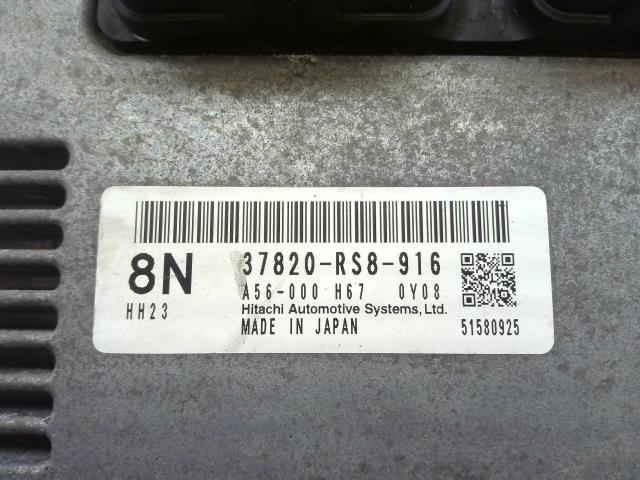 8N
37820-RS8-916
A56-000 H67 0Y08
HH23
Hitachi Automotive Systems, Ltd.
MADE IN JAPAN
51580925